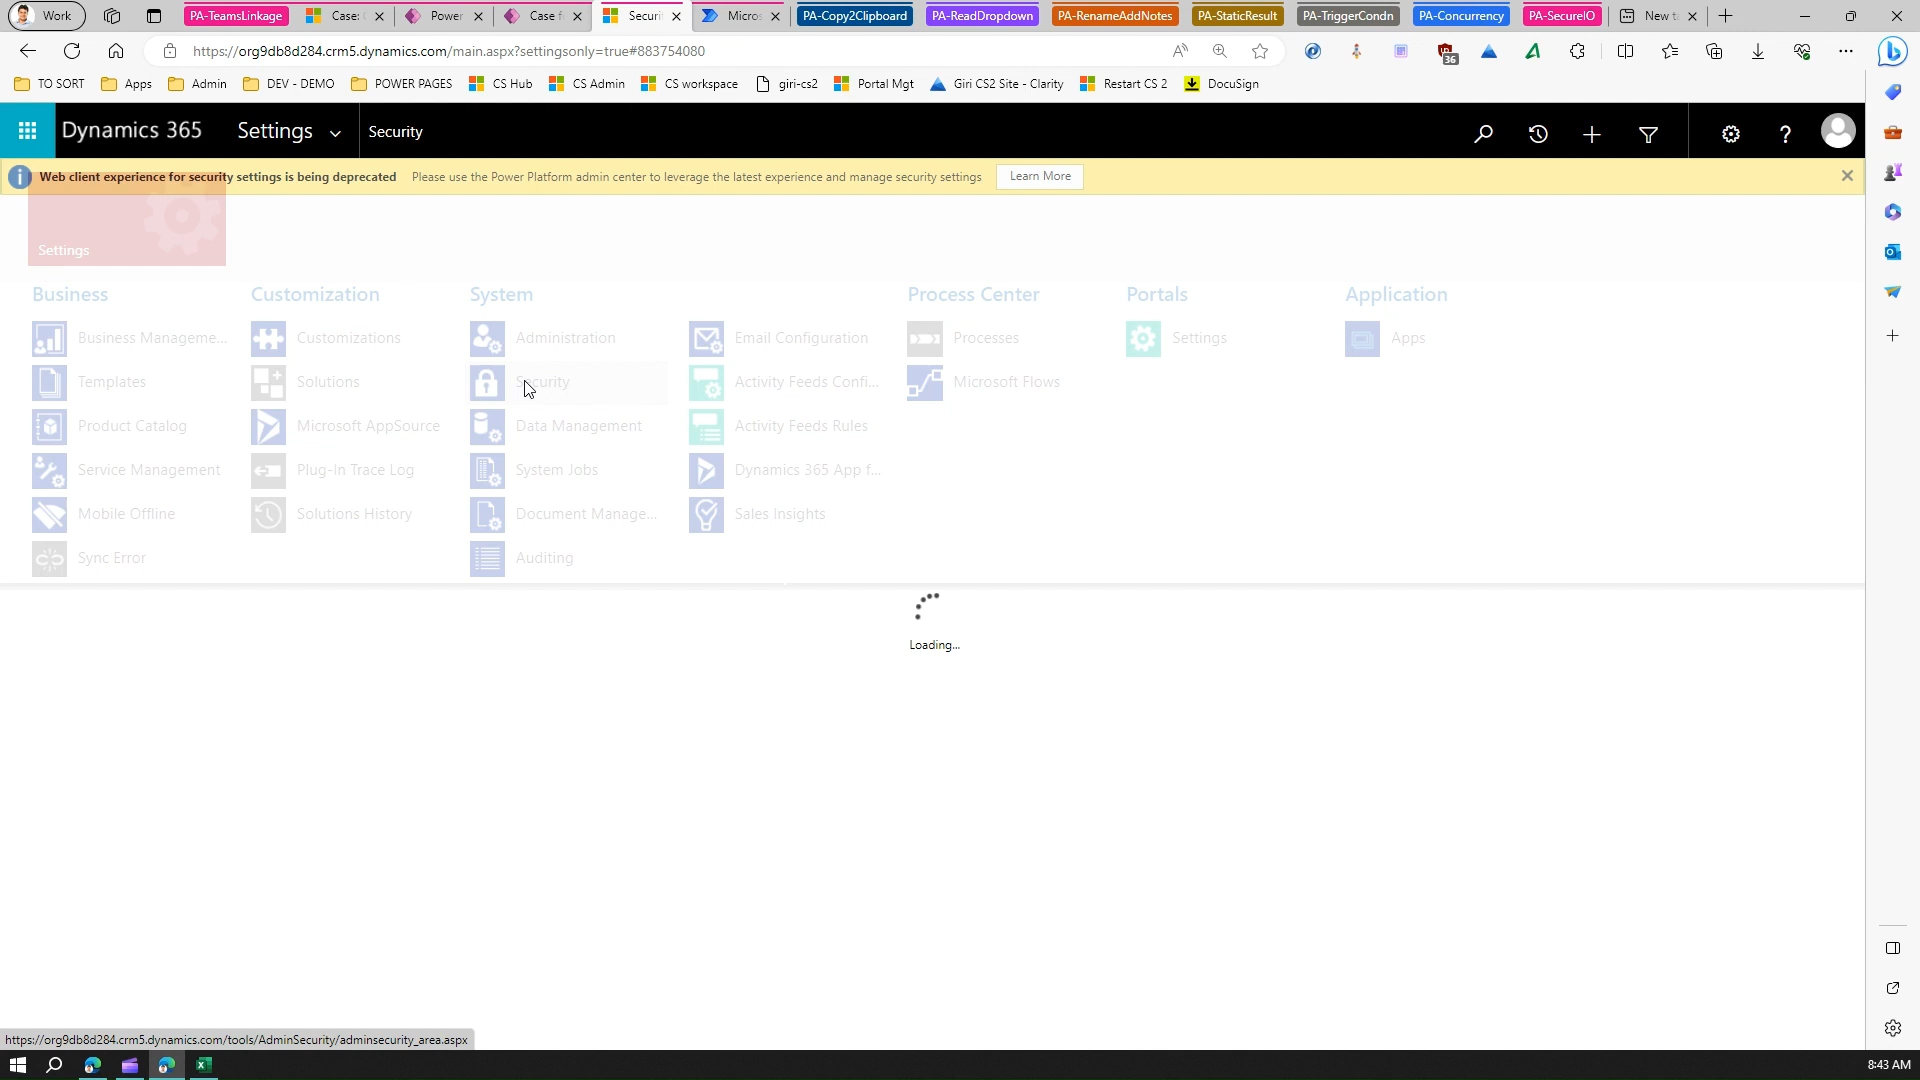 Work
PA-TeamsLinkage
Case:
Power
Case f
Securi
Micros
PA-Copy2Clipboard
PA-ReadDropdown
PA-RenameAddNotes
PA-StaticResult
PA-TriggerCondn
PA-Concurrency
PA-SecureIO
New t
https://org9db8d284.crm5.dynamics.com/main.aspx?settingsonly=true#883754080
36
TO SORT
Apps
Admin
DEV - DEMO
POWER PAGES
CS Hub
CS Admin
CS workspace
giri-cs2
Portal Mgt
Giri CS2 Site - Clarity
Restart CS 2
DocuSign
Dynamics 365
Settings
Security
Web client experience for security settings is being deprecated
Please use the Power Platform admin center to leverage the latest experience and manage security settings
Learn More
Settings
Business
Customization
System
Process Center
Portals
Application
Business Manageme...
Customizations
Administration
Email Configuration
Processes
Settings
Apps
Templates
Solutions
Security
Activity Feeds Confi...
Microsoft Flows
Product Catalog
Microsoft AppSource
Data Management
Activity Feeds Rules
Service Management
Plug-In Trace Log
System Jobs
Dynamics 365 App f...
Mobile Offline
Solutions History
Document Manage...
Sales Insights
Sync Error
Auditing
Loading...
https://org9db8d284.crm5.dynamics.com/tools/AdminSecurity/adminsecurity_area.aspx
8:43 AM